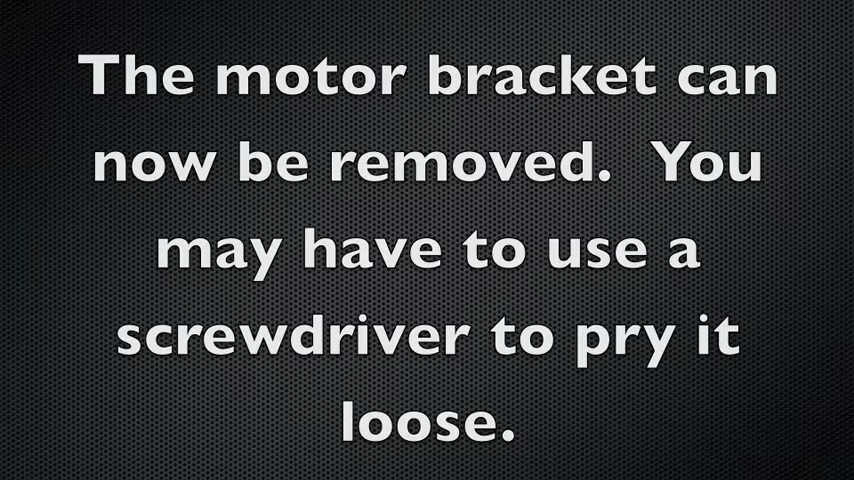 The motor bracket can
now be removed.  You
may have to use a
screwdriver to pry it
loose.